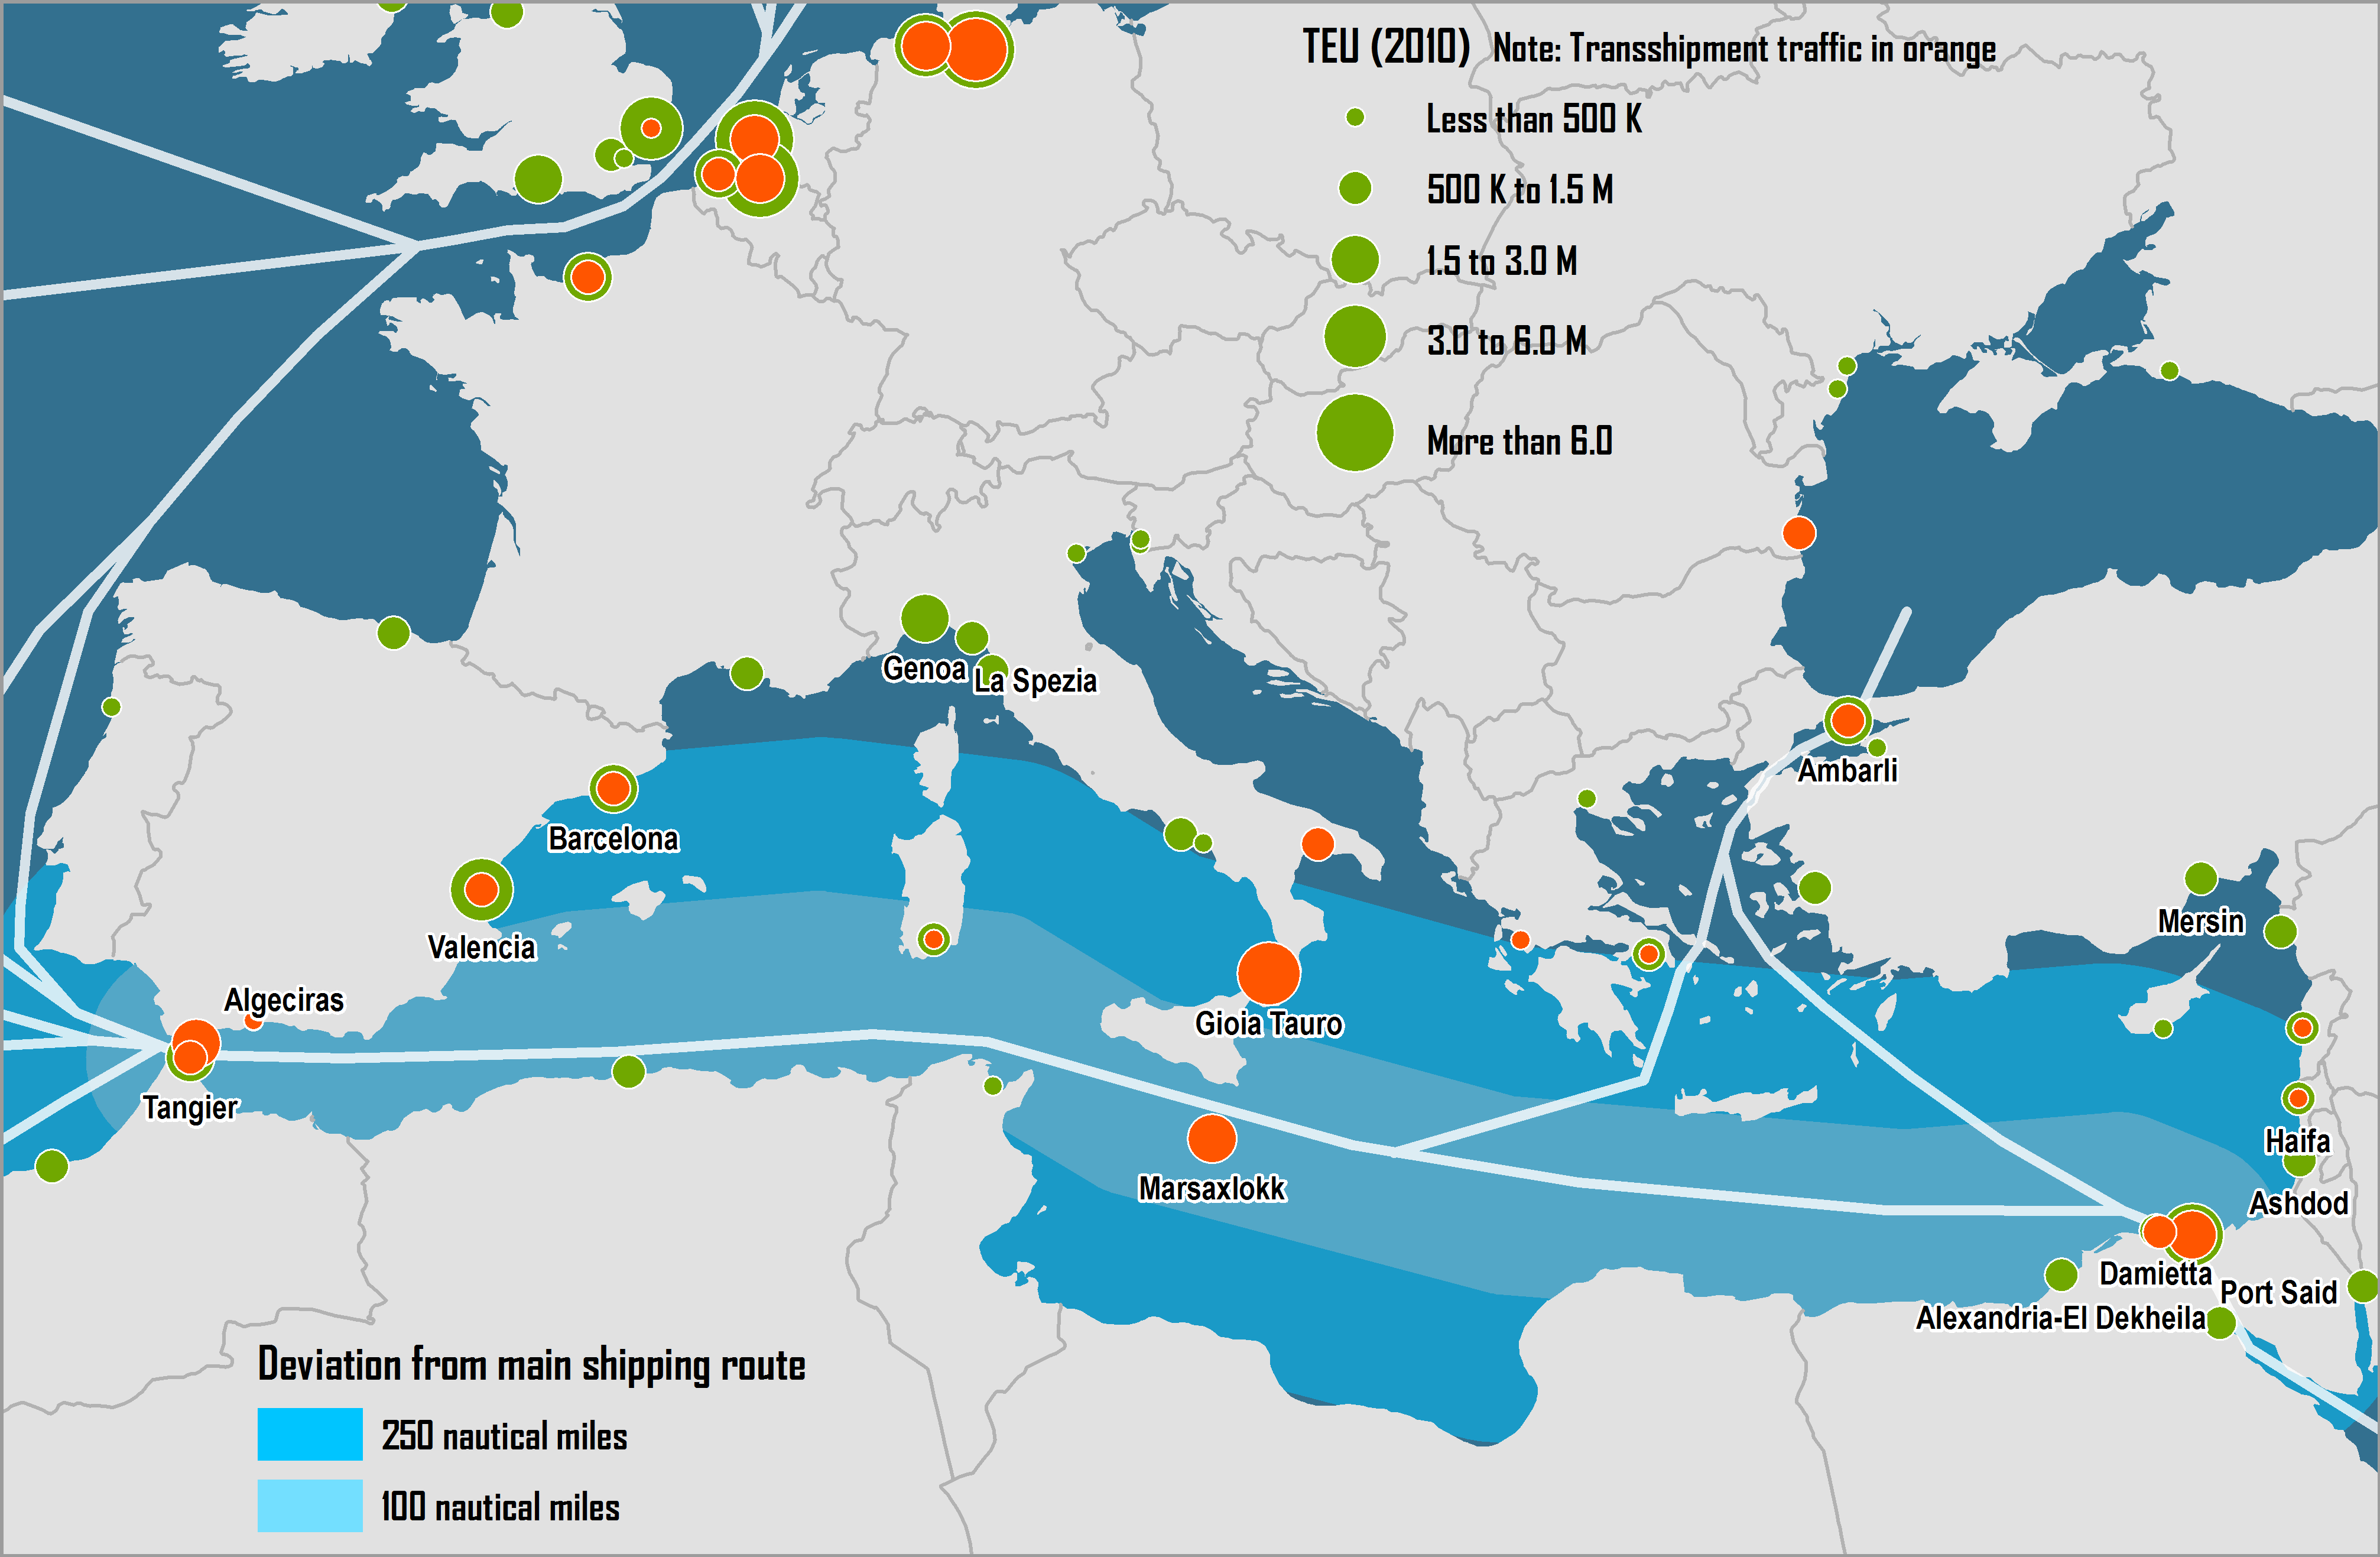 TEU (2010) Note: Transshipment traffic in orange
Less than 500 K
500 K to 1.5 M
1.5 to 3.0 M
3.0 to 6.0 M
More than 6.0
Genoa
La Spezia
Ambarli
Barcelona
Valencia
Mersin
Algeciras
Gioia Tauro
Tangier
Marsaxlokk
Haifa
Ashdod
Damietta
Port Said
Alexandria-El Dekheila
Deviation from main shipping route
250 nautical miles
100 nautical miles